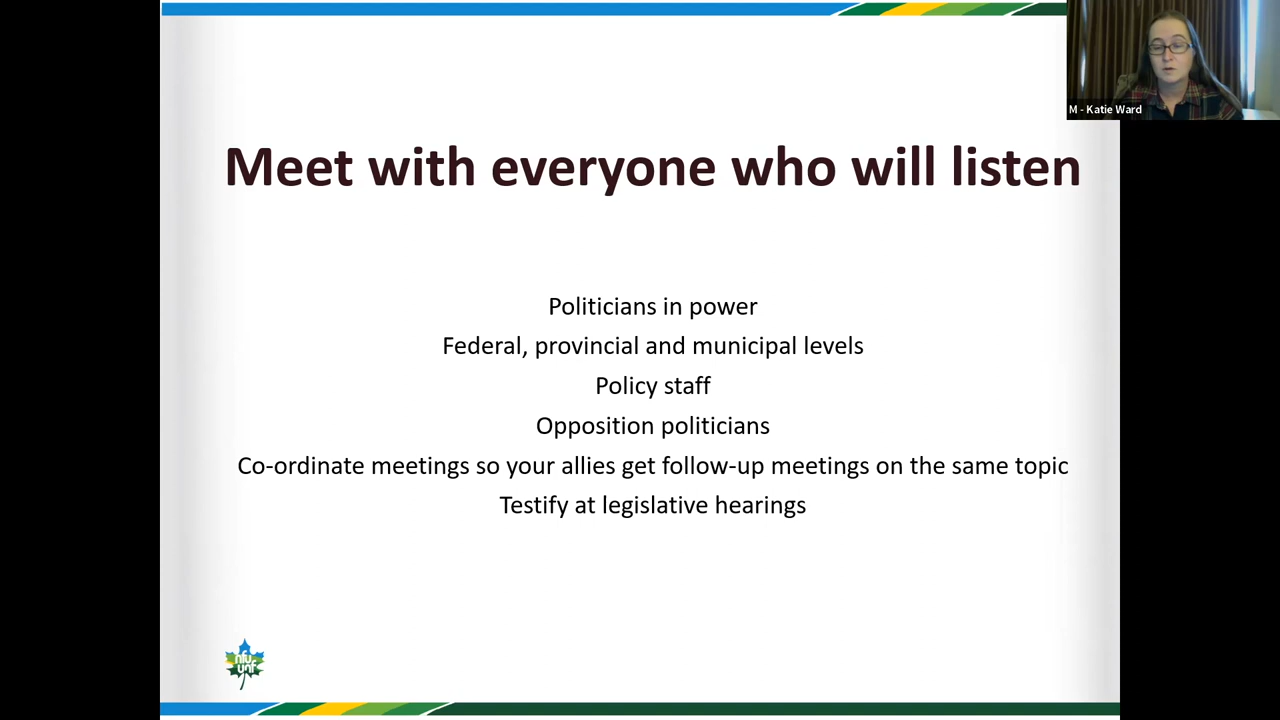 M - Katie Ward
Meet with everyone who will listen
Politicians in power
Federal, provincial and municipal levels
Policy staff
Opposition politicians
Co-ordinate meetings so your allies get follow-up meetings on the same topic
Testify at legislative hearings
nfu
unf